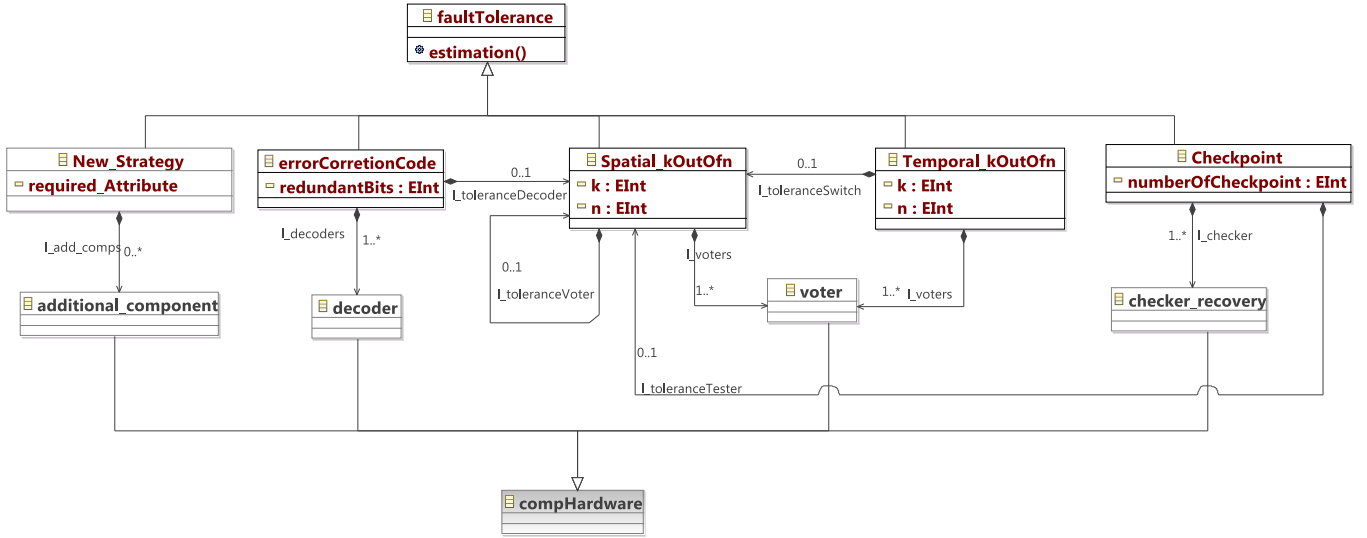 faultTolerance
estimation()
New_Strategy
required_Attribute
errorCorretionCode
redundantBits : EInt
Spatial_kOutOfn
k : EInt
n : EInt
Temporal_kOutOfn
k : EInt
n : EInt
Checkpoint
numberOfCheckpoint : EInt
0..1
l_toleranceDecoder
0..1
l_toleranceSwitch
l_add_comps
0..*
l_decoders
1..*
0..1
l_toleranceVoter
l_voters
1..*
1..*
l_voters
1..*
l_checker
additional_component
decoder
voter
checker_recovery
0..1
l_toleranceTester
compHardware